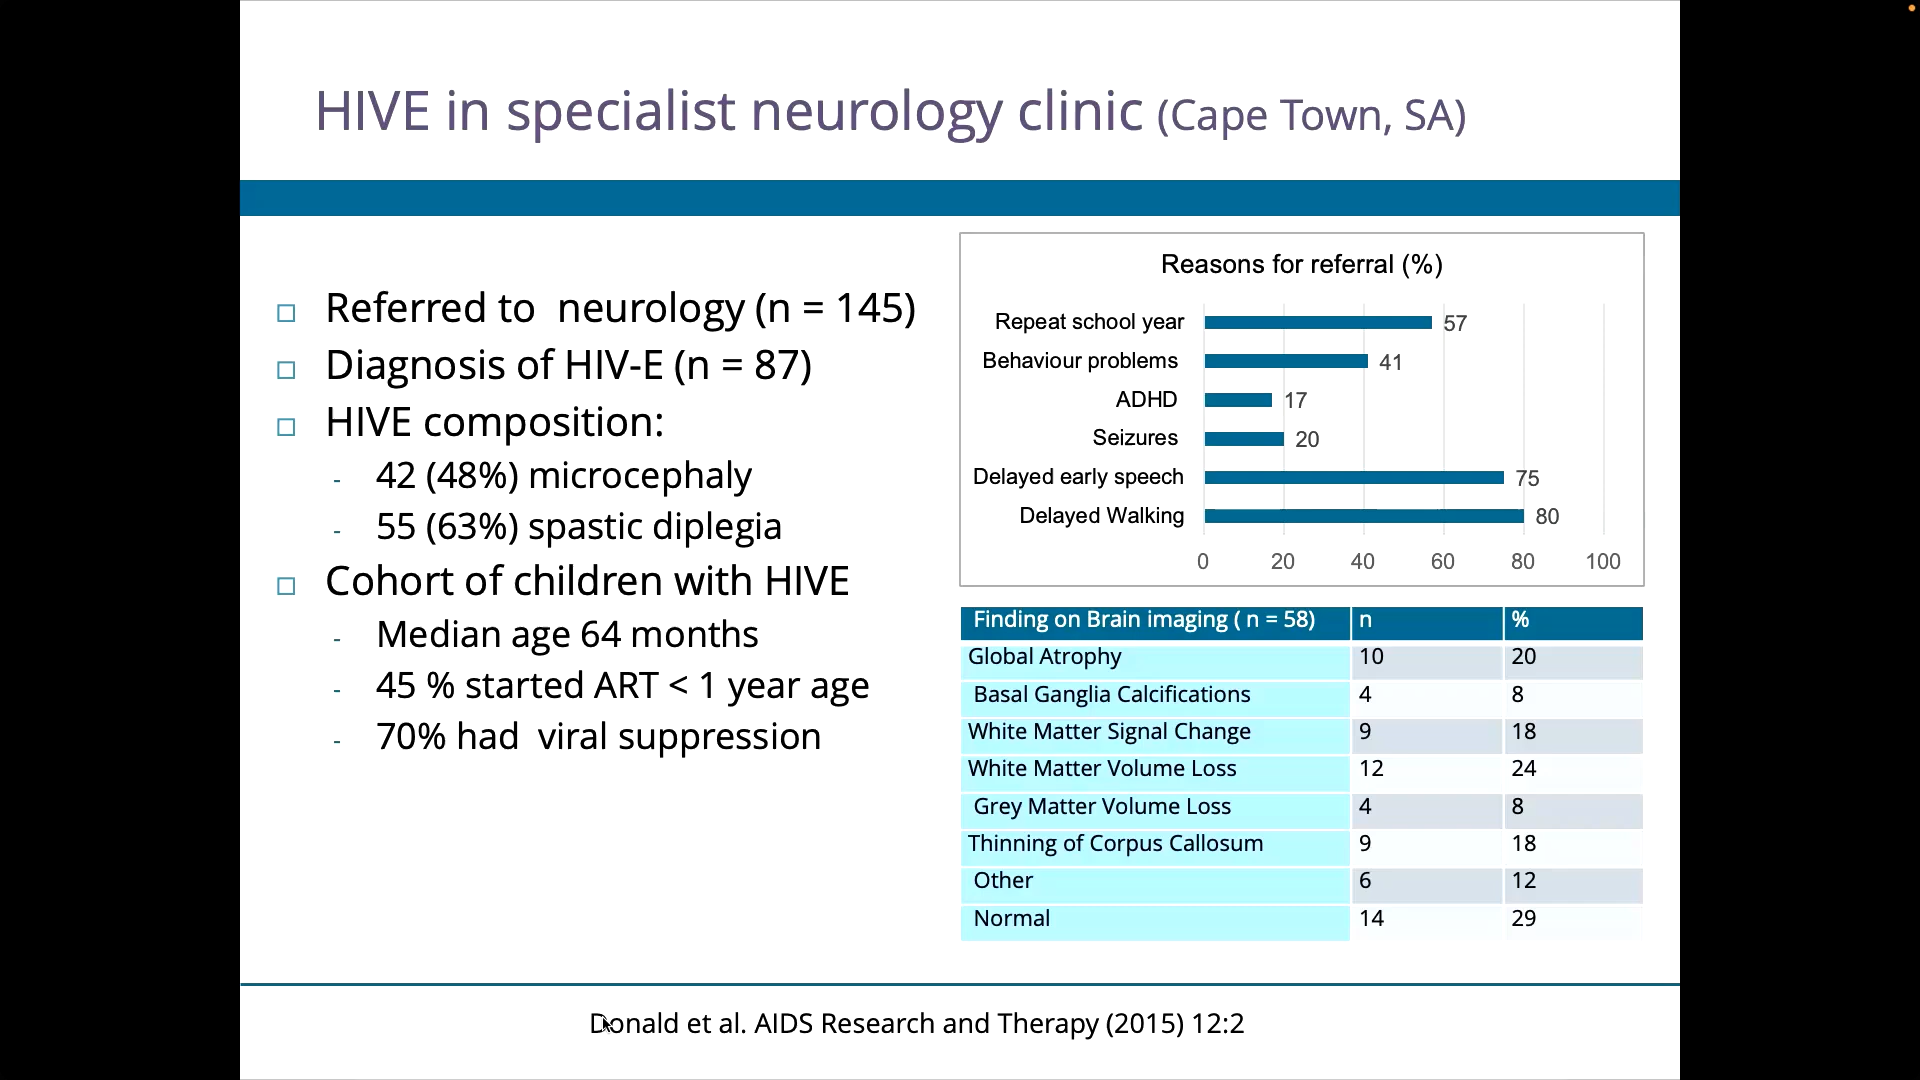 HIVE in specialist neurology clinic (Cape Town, SA)
Referred to neurology (n = 145)
Diagnosis of HIV-E (n = 87)
HIVE composition:
- 42 (48%) microcephaly
- 55 (63%) spastic diplegia
Cohort of children with HIVE
- Median age 64 months
- 45 % started ART < 1 year age
- 70% had viral suppression
Reasons for referral (%)
Repeat school year 57
Behaviour problems 41
ADHD 17
Seizures 20
Delayed early speech 75
Delayed Walking 80
0 20 40 60 80 100
Finding on Brain imaging ( n = 58) n %
Global Atrophy 10 20
Basal Ganglia Calcifications 4 8
White Matter Signal Change 9 18
White Matter Volume Loss 12 24
Grey Matter Volume Loss 4 8
Thinning of Corpus Callosum 9 18
Other 6 12
Normal 14 29
Donald et al. AIDS Research and Therapy (2015) 12:2